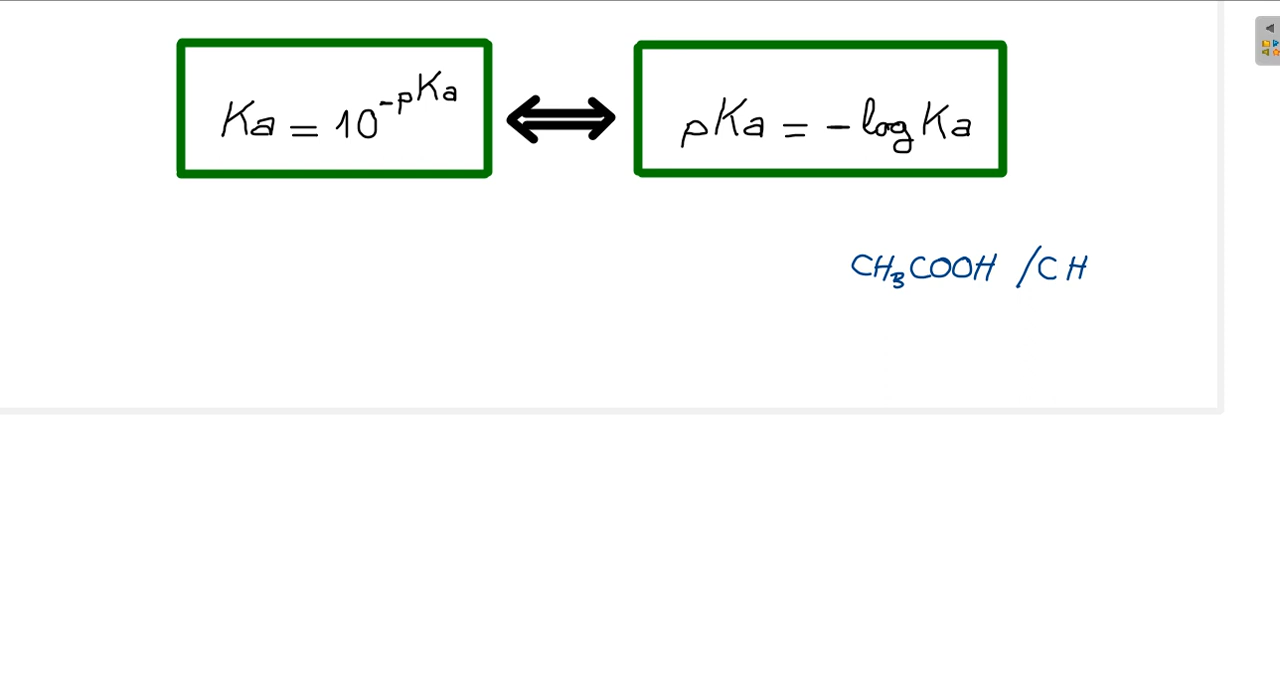 Ka = 10^-pKa ⟺ pKa = -log Ka
CH₃COOH /CH